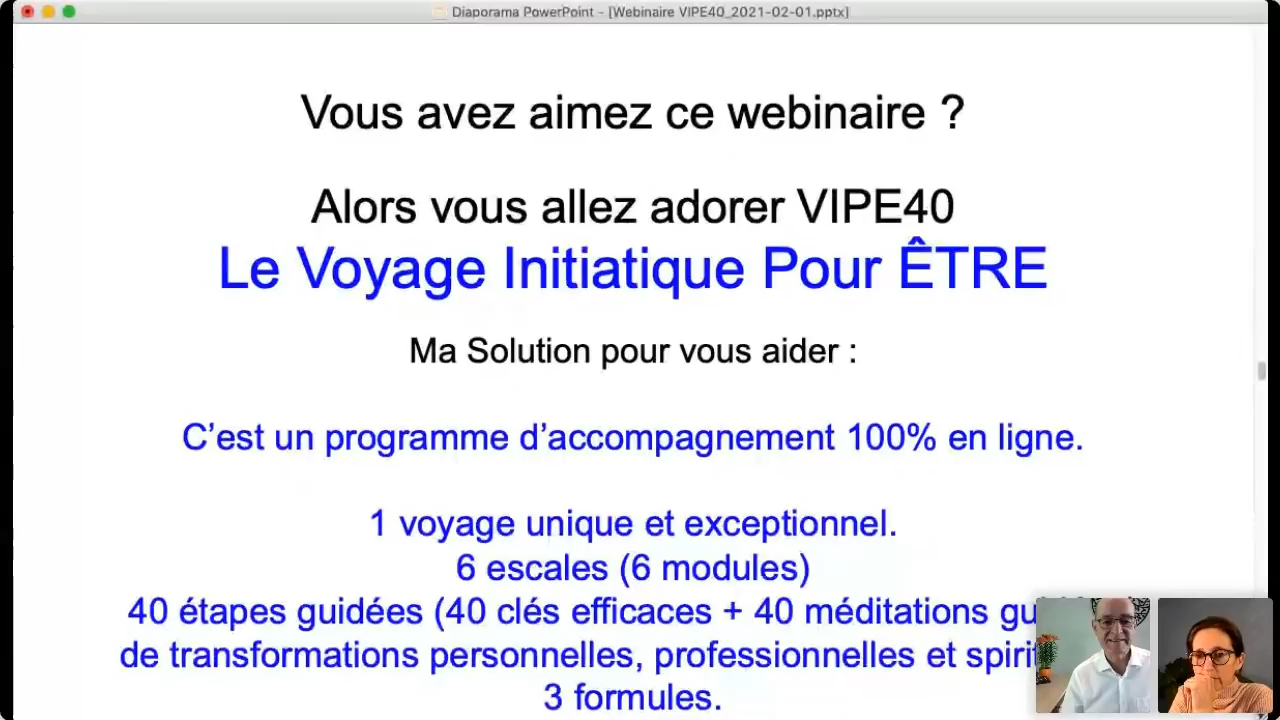 Diaporama PowerPoint - [Webinaire VIPE40_2021-02-01.pptx]
Vous avez aimez ce webinaire ?
Alors vous allez adorer VIPE40
Le Voyage Initiatique Pour ÊTRE
Ma Solution pour vous aider :
C'est un programme d'accompagnement 100% en ligne.
1 voyage unique et exceptionnel.
6 escales (6 modules)
40 étapes guidées (40 clés efficaces + 40 méditations
de transformations personnelles, professionnelles et
3 formules.